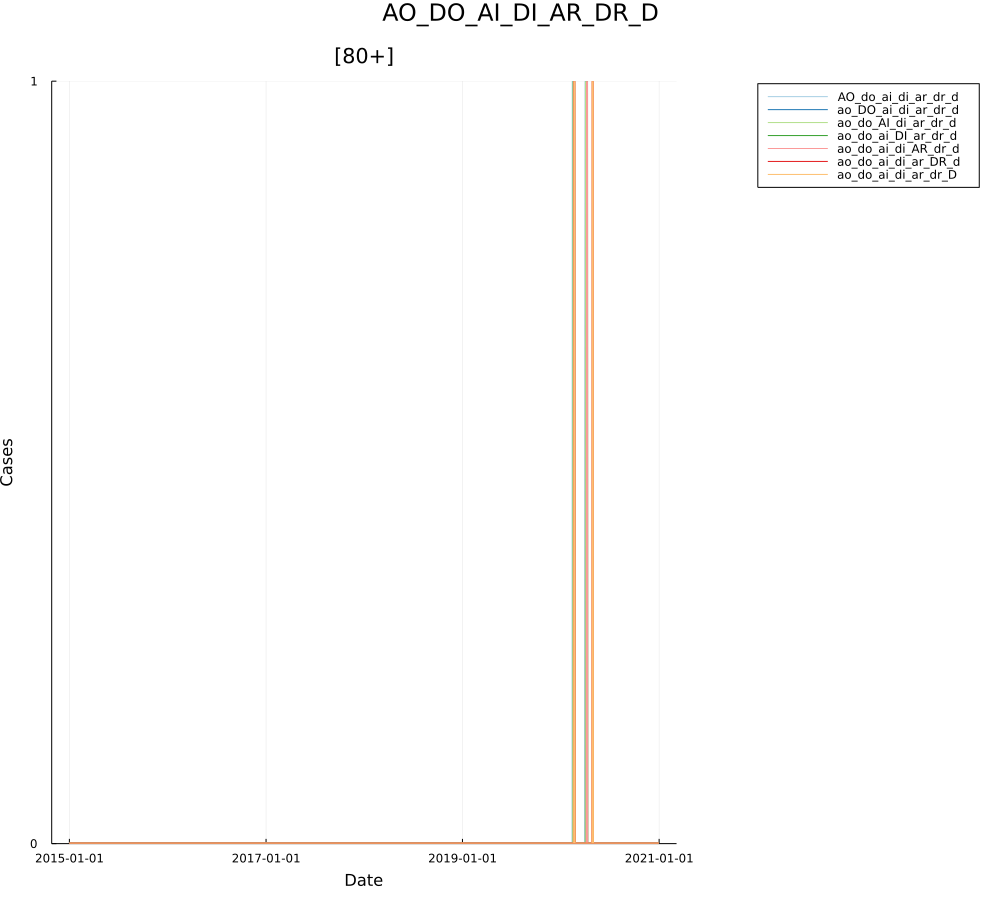 AO_DO_AI_DI_AR_DR_D
[80+]
1
AO_do_ai_di_ar_dr_d
ao_DO_ai_di_ar_dr_d
ao_do_AI_di_ar_dr_d
ao_do_ai_DI_ar_dr_d
ao_do_ai_di_AR_dr_d
ao_do_ai_di_ar_DR_d
ao_do_ai_di_ar_dr_D
Cases
0
2015-01-01 2017-01-01 2019-01-01 2021-01-01
Date